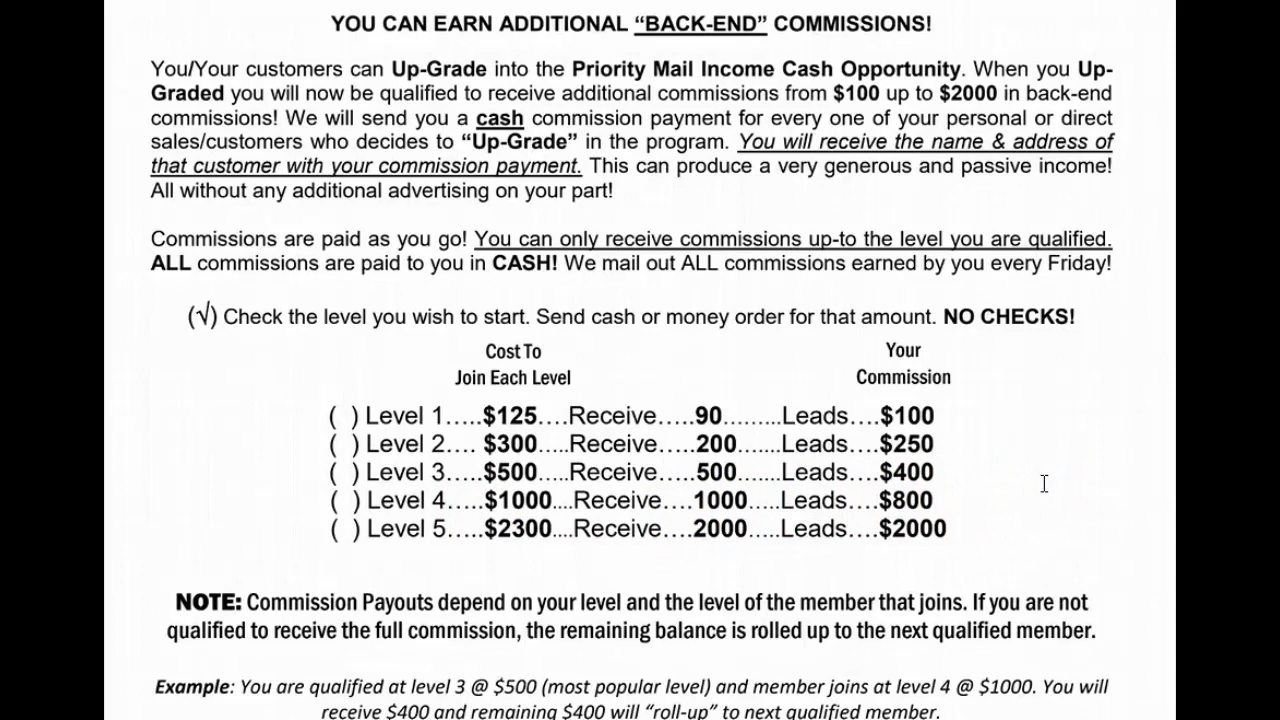 YOU CAN EARN ADDITIONAL “BACK-END” COMMISSIONS!
You/Your customers can Up-Grade into the Priority Mail Income Cash Opportunity. When you Up-
Graded you will now be qualified to receive additional commissions from $100 up to $2000 in back-end
commissions! We will send you a cash commission payment for every one of your personal or direct
sales/customers who decides to “Up-Grade” in the program. You will receive the name & address of
that customer with your commission payment. This can produce a very generous and passive income!
All without any additional advertising on your part!
Commissions are paid as you go! You can only receive commissions up-to the level you are qualified.
ALL commissions are paid to you in CASH! We mail out ALL commissions earned by you every Friday!
(√) Check the level you wish to start. Send cash or money order for that amount. NO CHECKS!
Cost To Your
Join Each Level Commission
( ) Level 1…..$125….Receive…..90……...Leads….$100
( ) Level 2…. $300…..Receive…..200…......Leads….$250
( ) Level 3…..$500…..Receive…..500…....Leads….$400
( ) Level 4…..$1000....Receive….1000…..Leads….$800
( ) Level 5…..$2300....Receive….2000…..Leads….$2000
NOTE: Commission Payouts depend on your level and the level of the member that joins. If you are not
qualified to receive the full commission, the remaining balance is rolled up to the next qualified member.
Example: You are qualified at level 3 @ $500 (most popular level) and member joins at level 4 @ $1000. You will
receive $400 and remaining $400 will “roll-up” to next qualified member.